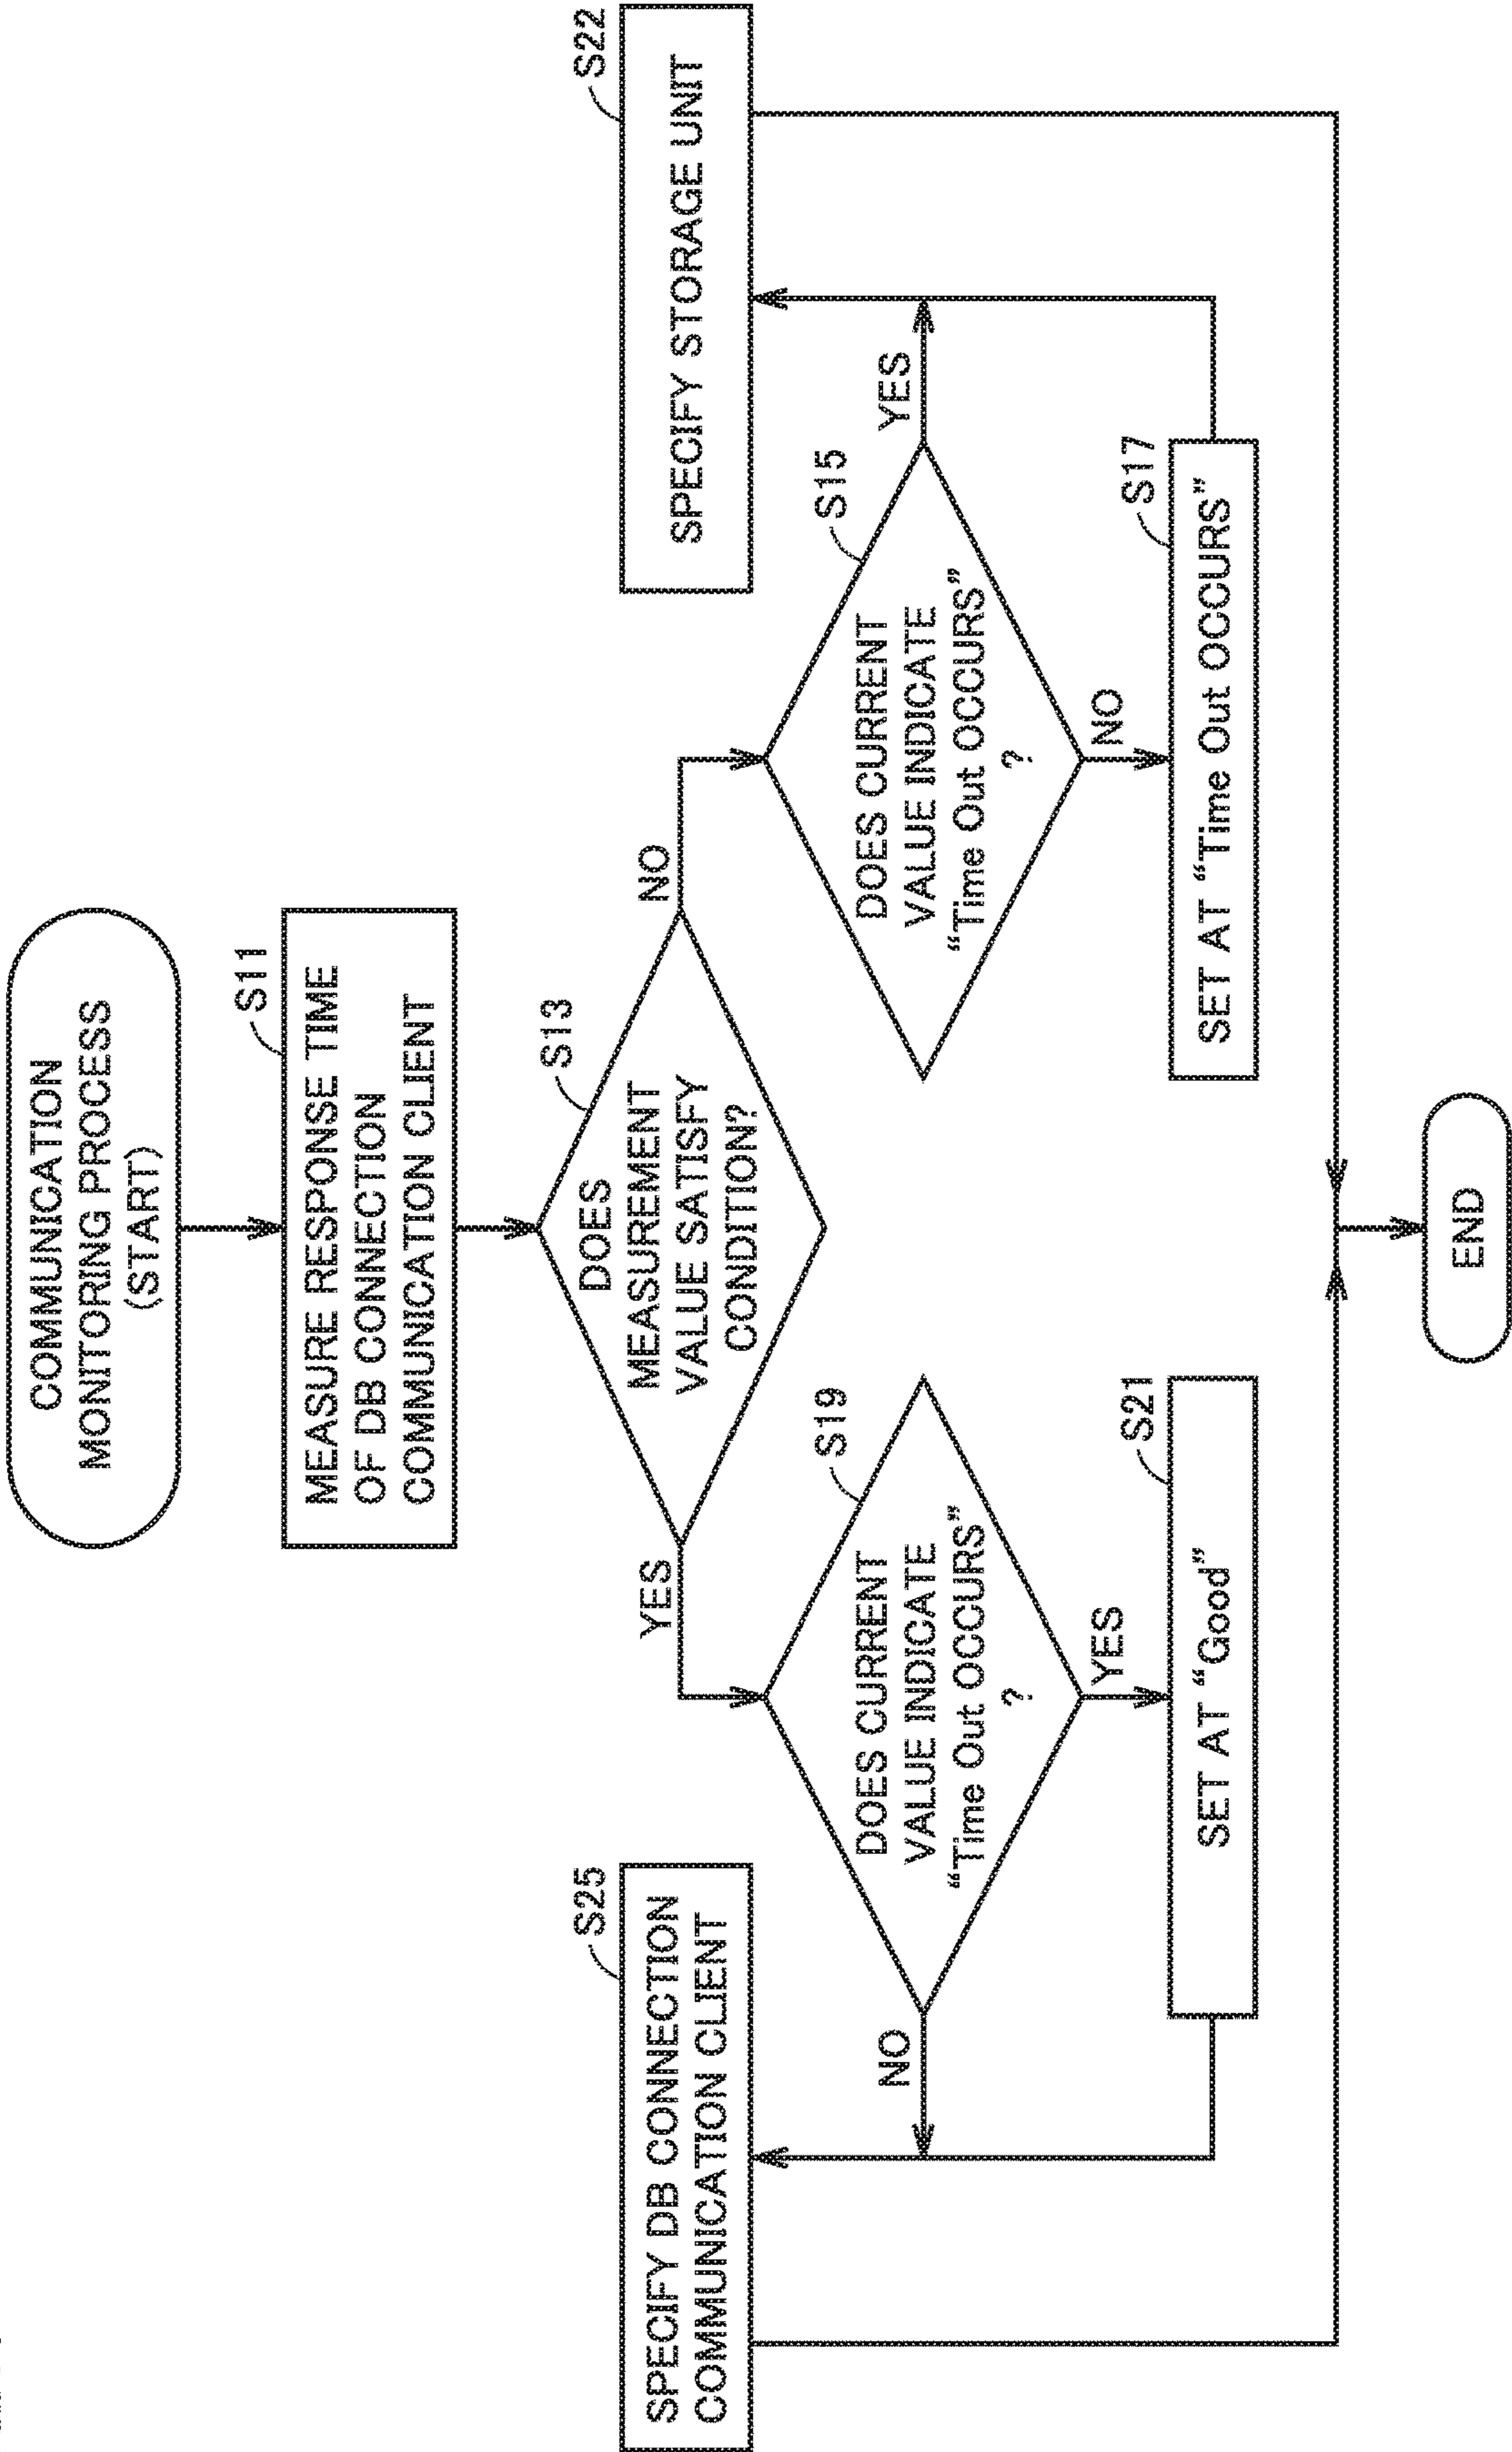 COMMUNICATION
MONITORING PROCESS
(START)
S11
MEASURE RESPONSE TIME
OF DB CONNECTION
COMMUNICATION CLIENT
S13
DOES
MEASUREMENT
VALUE SATISFY
CONDITION?
YES
NO
S25
SPECIFY DB CONNECTION
COMMUNICATION CLIENT
S22
SPECIFY STORAGE UNIT
S19
DOES CURRENT
VALUE INDICATE
“Time Out OCCURS”
?
NO
YES
S15
DOES CURRENT
VALUE INDICATE
“Time Out OCCURS”
?
YES
NO
S21
SET AT “Good”
S17
SET AT “Time Out OCCURS”
END